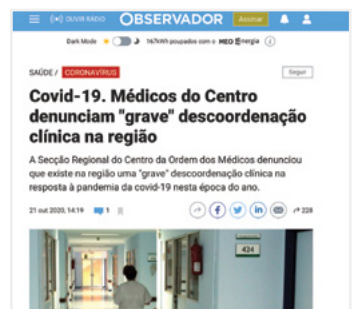 OUVIR RÁDIO OBSERVADOR Assinar
Dark Mode 167kWh poupados com o MEO Energia i
SAÚDE / CORONAVÍRUS Seguir
Covid-19. Médicos do Centro
denunciam "grave" descoordenação
clínica na região
A Secção Regional do Centro da Ordem dos Médicos denunciou
que existe na região uma "grave" descoordenação clínica na
resposta à pandemia da covid-19 nesta época do ano.
21 out 2020, 14:19 1 228
424